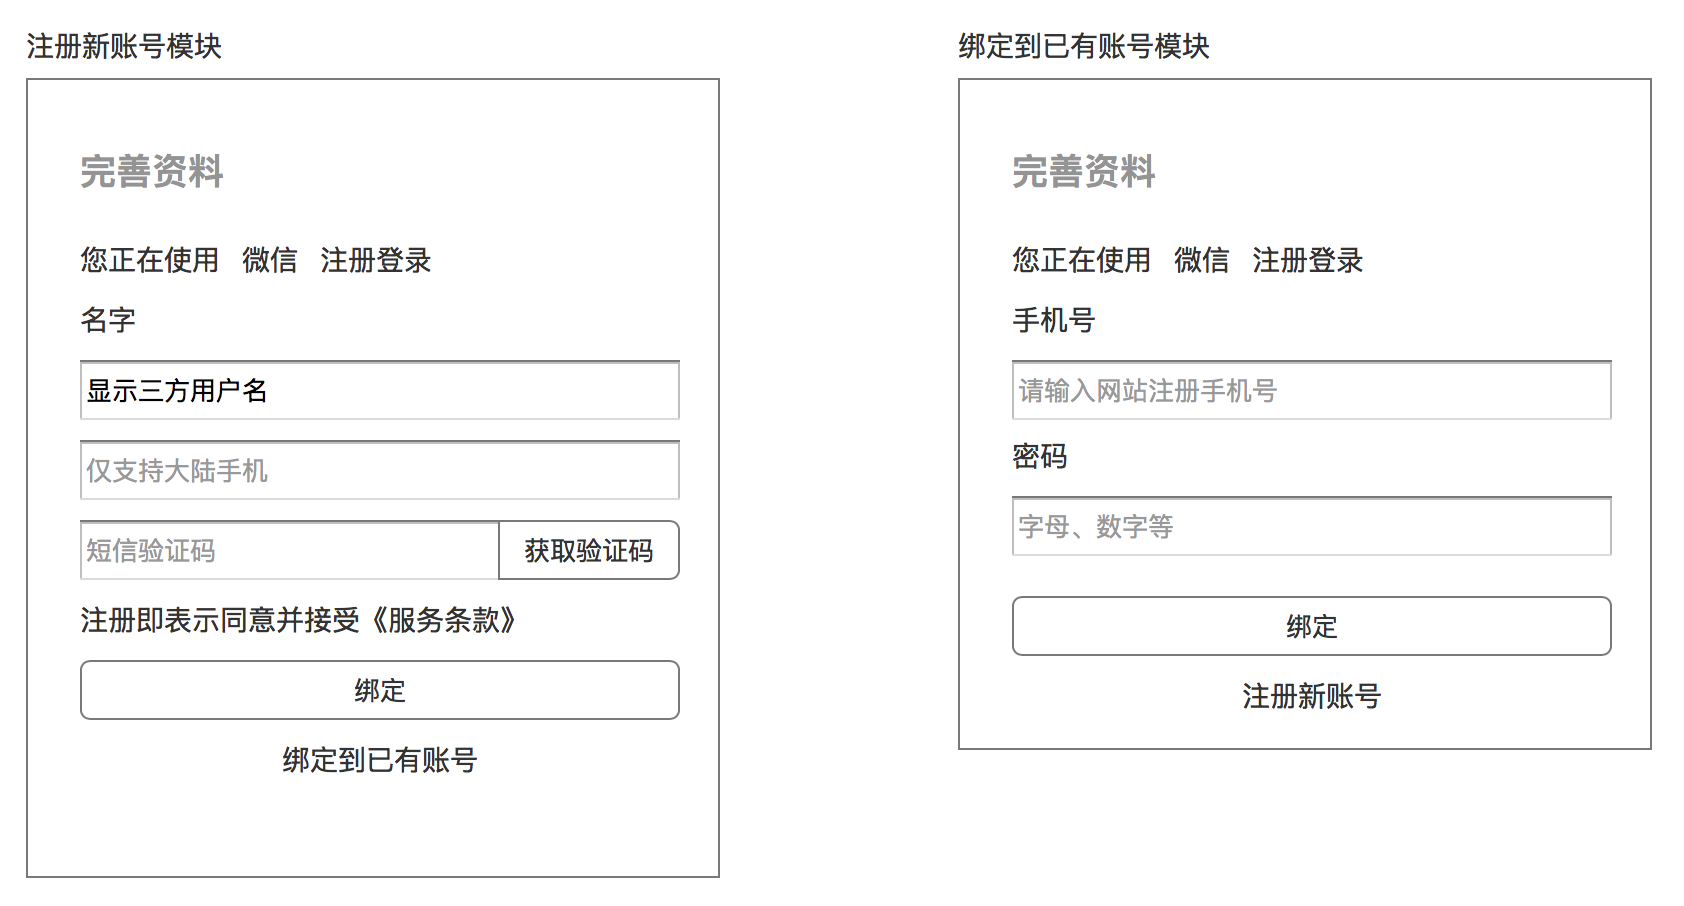 注册新账号模块
完善资料
您正在使用 微信 注册登录
名字
显示三方用户名
仅支持大陆手机
短信验证码 获取验证码
注册即表示同意并接受《服务条款》
绑定
绑定到已有账号
绑定到已有账号模块
完善资料
您正在使用 微信 注册登录
手机号
请输入网站注册手机号
密码
字母、数字等
绑定
注册新账号